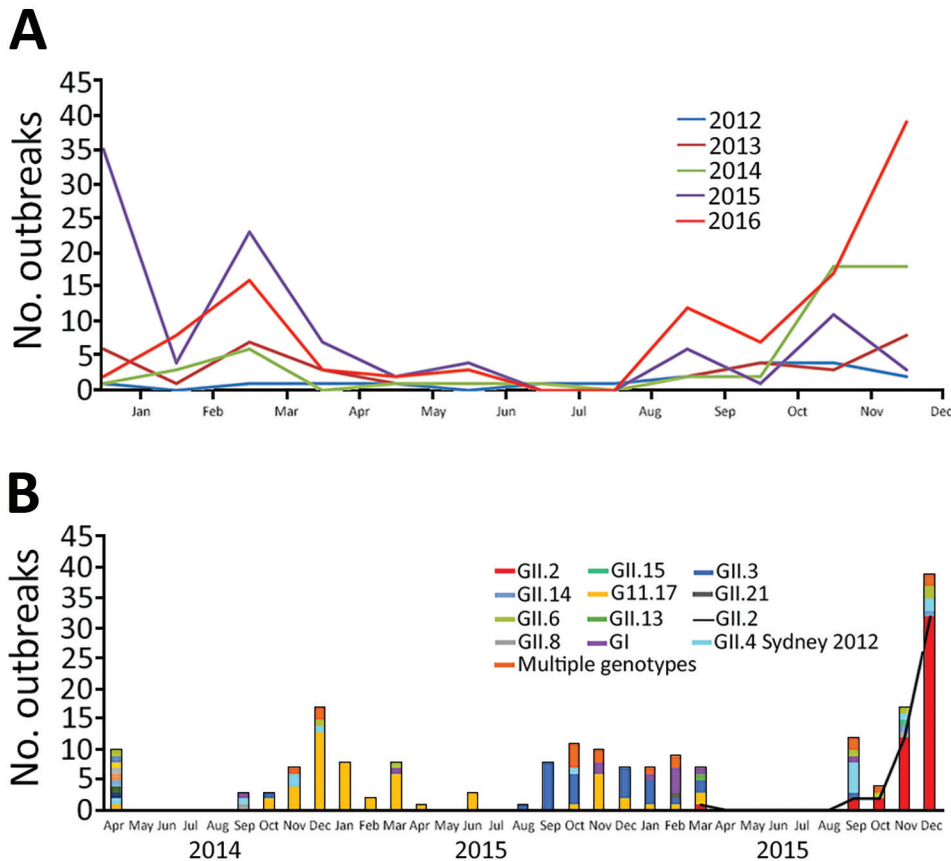 A
No. outbreaks
45
40
35
30
25
20
15
10
5
0
2012
2013
2014
2015
2016
Jan Feb Mar Apr May Jun Jul Aug Sep Oct Nov Dec
B
No. outbreaks
45
40
35
30
25
20
15
10
5
0
GII.2 GII.15 GII.3
GII.14 G11.17 GII.21
GII.6 GII.13 GII.2
GII.8 GI GII.4 Sydney 2012
Multiple genotypes
Apr May Jun Jul Aug Sep Oct Nov Dec Jan Feb Mar Apr May Jun Jul Aug Sep Oct Nov Dec Jan Feb Mar Apr May Jun Jul Aug Sep Oct Nov Dec
2014 2015 2015